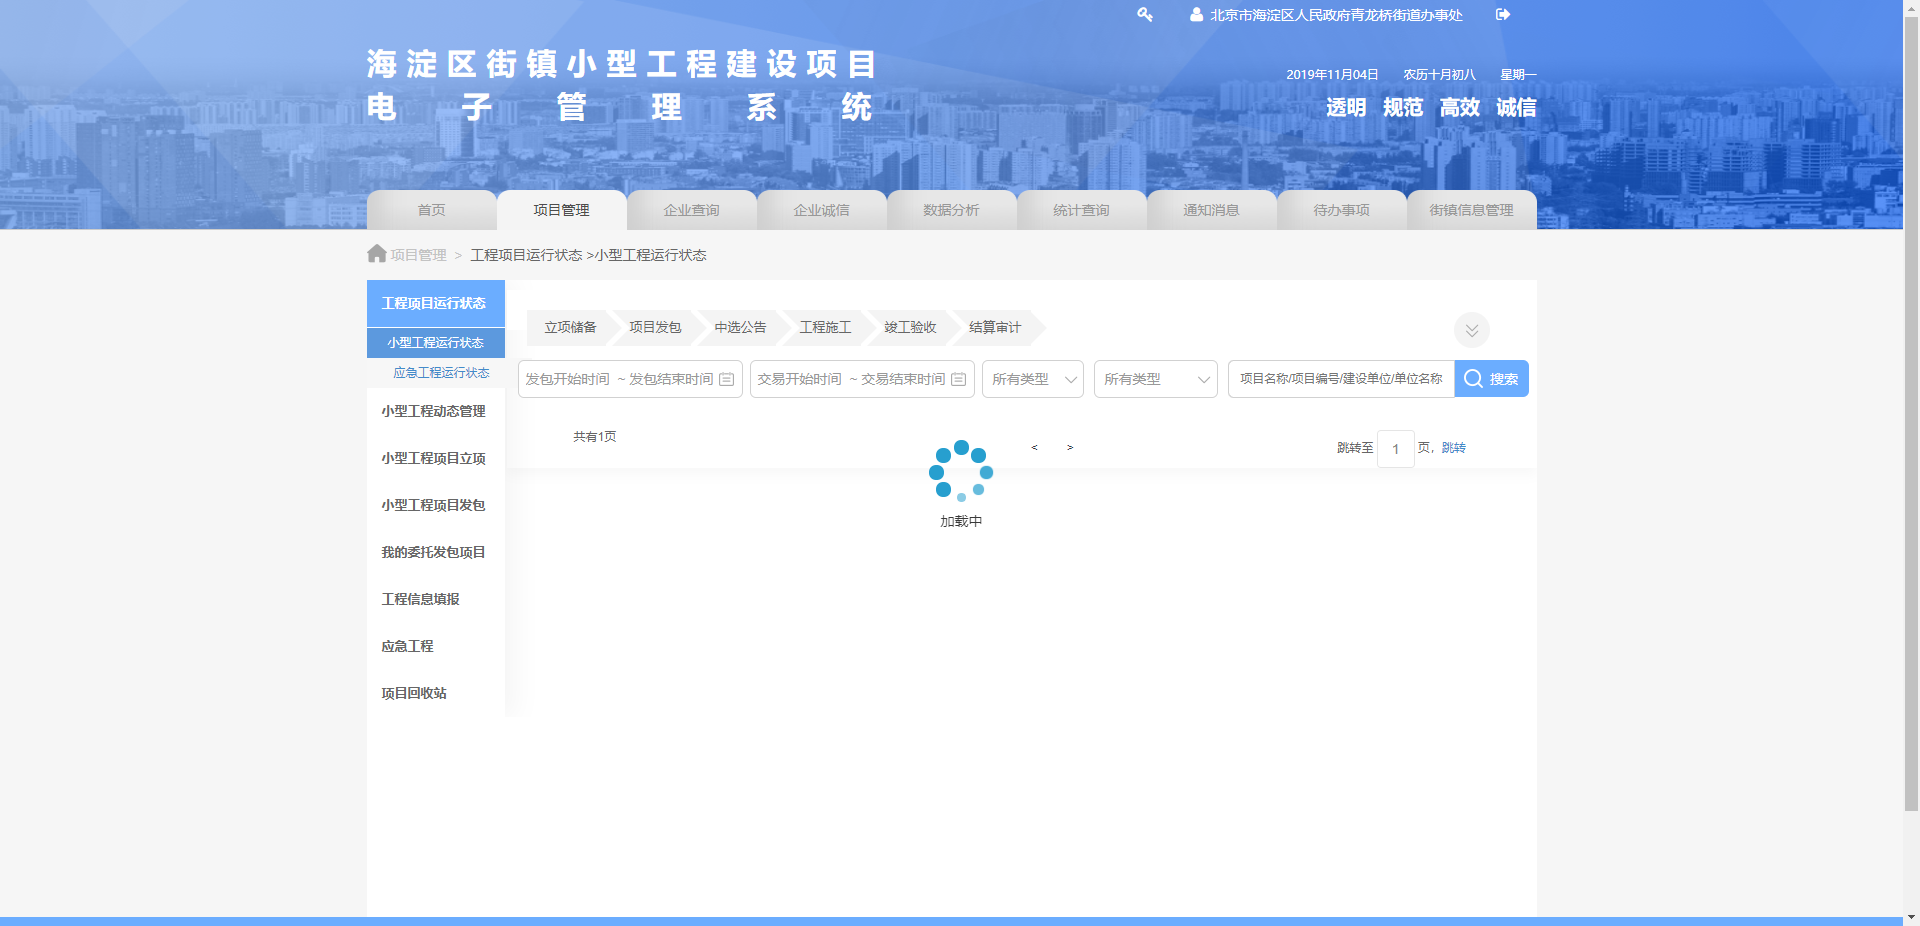 北京市海淀区人民政府青龙桥街道办事处
海淀区街镇小型工程建设项目
电子管理系统
2019年11月04日 农历十月初八 星期一
透明 规范 高效 诚信
首页 项目管理 企业查询 企业诚信 数据分析 统计查询 通知消息 待办事项 街镇信息管理
项目管理 > 工程项目运行状态 >小型工程运行状态
工程项目运行状态
小型工程运行状态
应急工程运行状态
小型工程动态管理
小型工程项目立项
小型工程项目发包
我的委托发包项目
工程信息填报
应急工程
项目回收站
立项储备 项目发包 中选公告 工程施工 竣工验收 结算审计
发包开始时间 ~ 发包结束时间 交易开始时间 ~ 交易结束时间 所有类型 所有类型 项目名称/项目编号/建设单位/单位名称 搜索
共有1页 < > 跳转至 1 页, 跳转
加载中